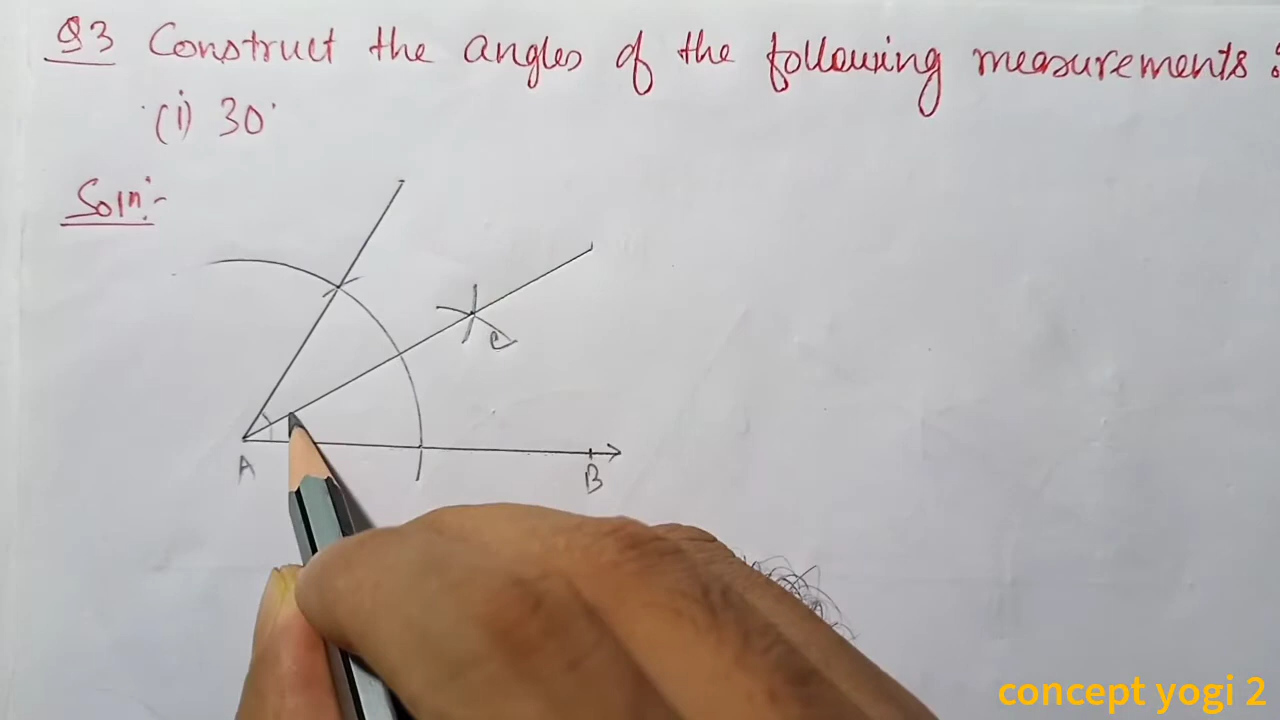 Q3 Construct the angles of the following measurements :
(i) 30°
Soln:-
C
A
B
concept yogi 2